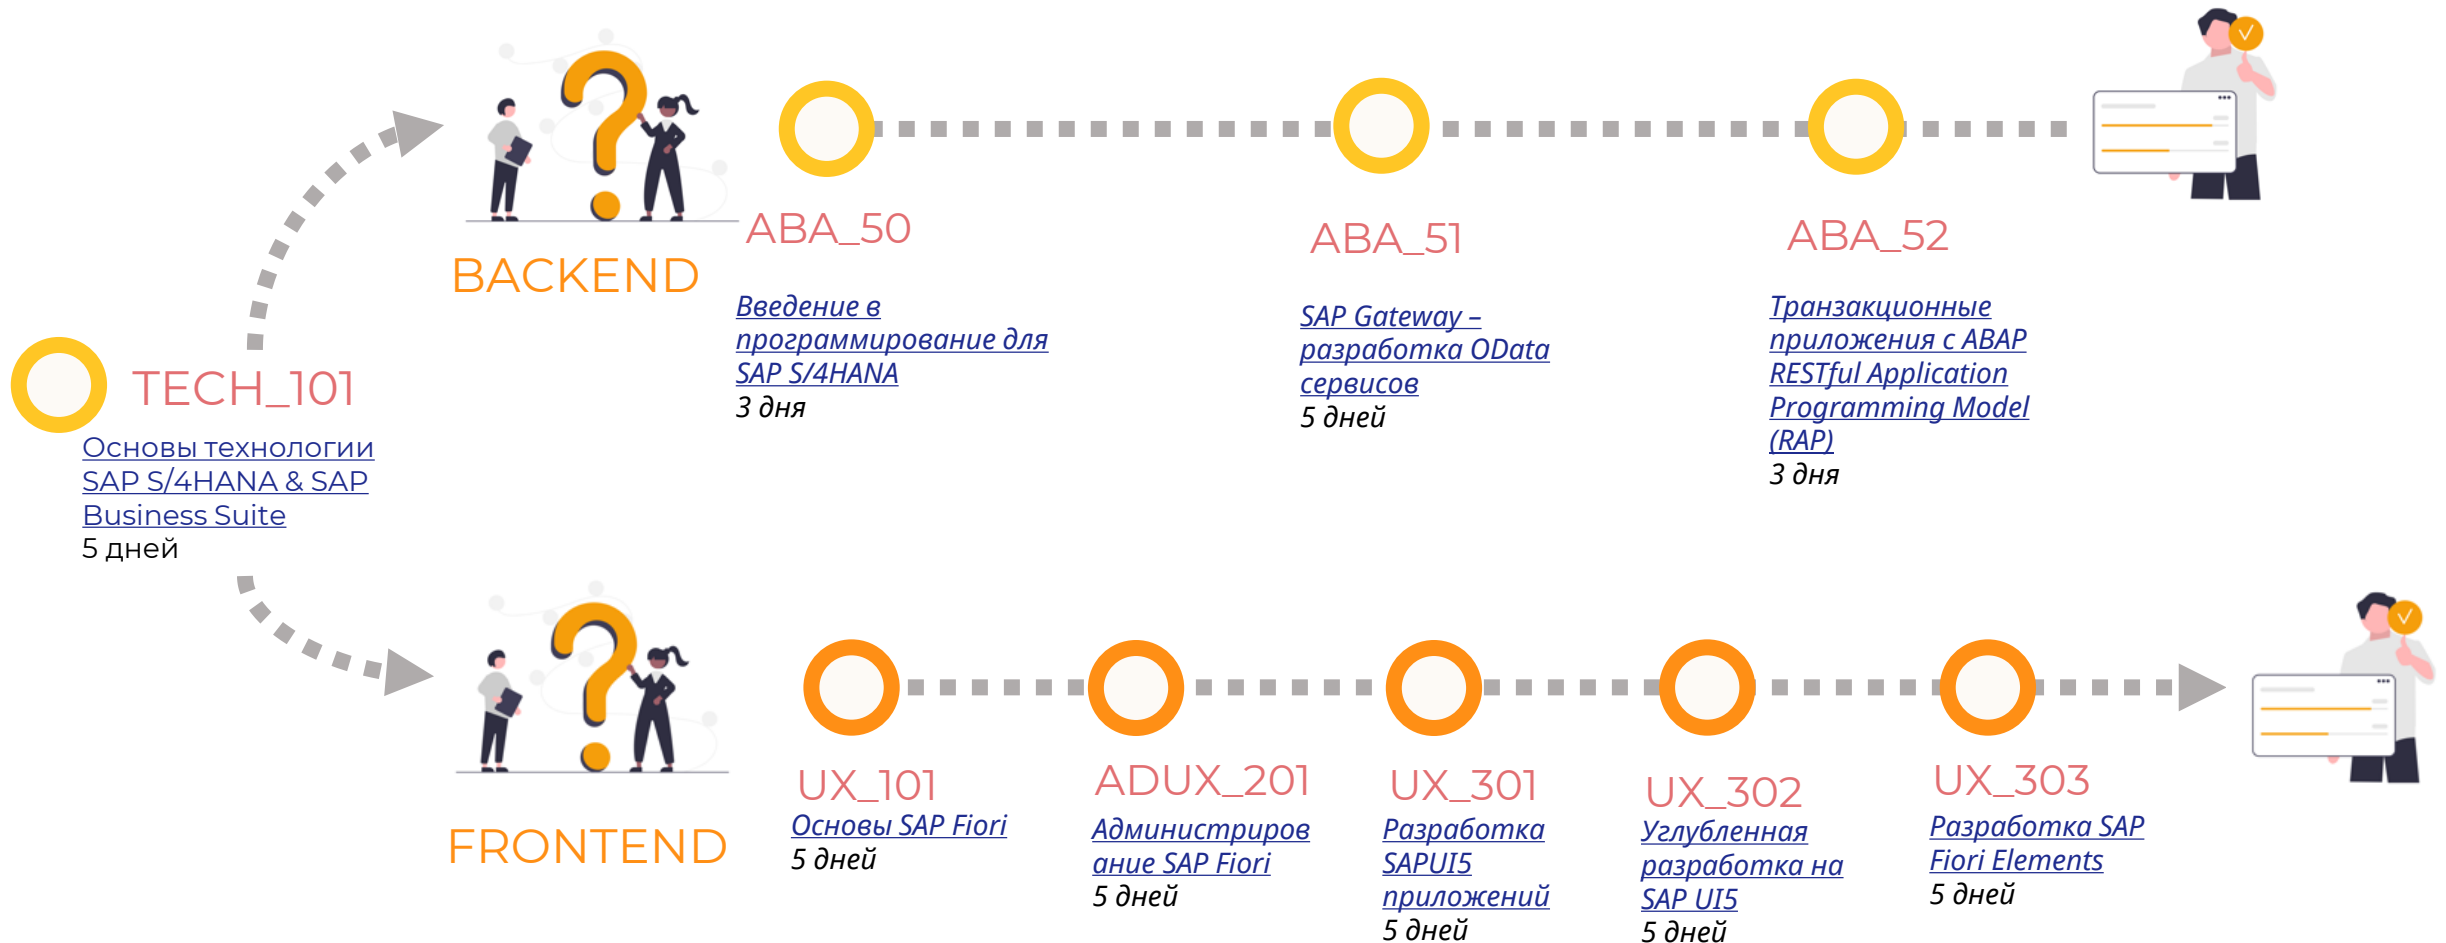 TECH_101
Основы технологии
SAP S/4HANA & SAP
Business Suite
5 дней
BACKEND
ABA_50
Введение в
программирование для
SAP S/4HANA
3 дня
ABA_51
SAP Gateway –
разработка OData
сервисов
5 дней
ABA_52
Транзакционные
приложения с ABAP
RESTful Application
Programming Model
(RAP)
3 дня
FRONTEND
UX_101
Основы SAP Fiori
5 дней
ADUX_201
Администриров
ание SAP Fiori
5 дней
UX_301
Разработка
SAPUI5
приложений
5 дней
UX_302
Углубленная
разработка на
SAP UI5
5 дней
UX_303
Разработка SAP
Fiori Elements
5 дней